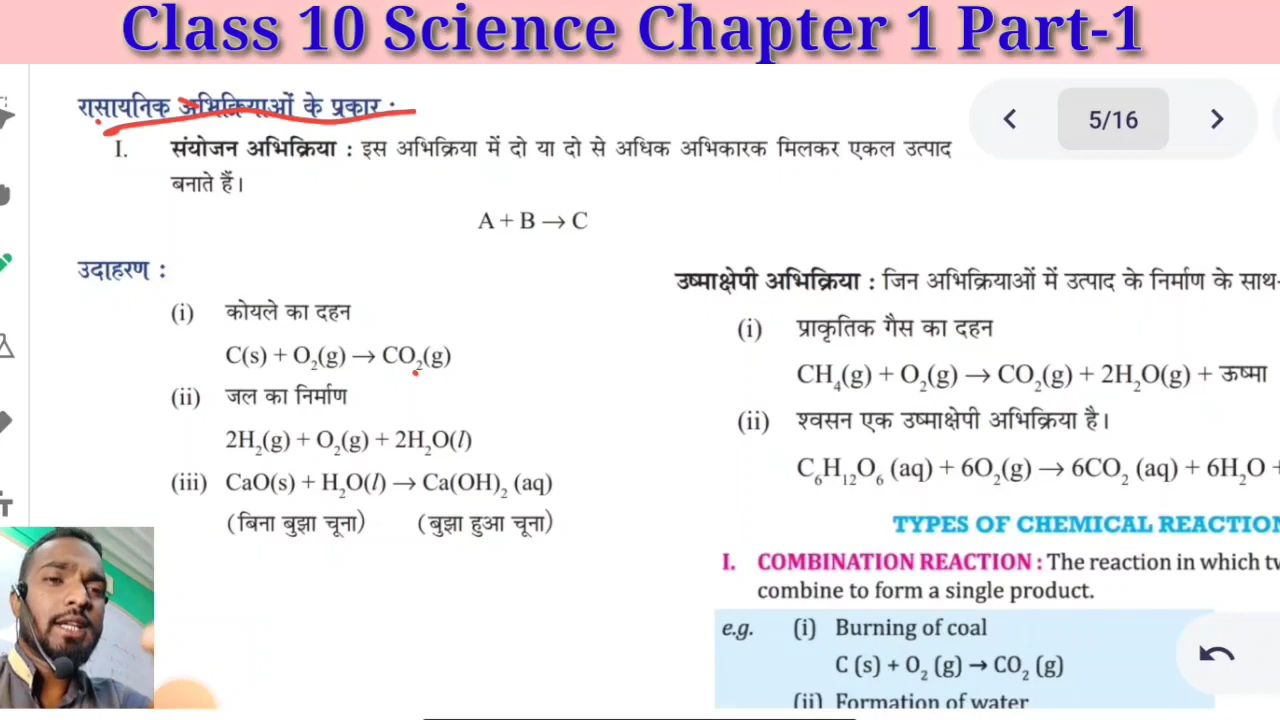 Class 10 Science Chapter 1 Part-1
रासायनिक अभिक्रियाओं के प्रकार :
5/16
I. संयोजन अभिक्रिया : इस अभिक्रिया में दो या दो से अधिक अभिकारक मिलकर एकल उत्पाद
बनाते हैं।
A + B → C
उदाहरण :
(i) कोयले का दहन
C(s) + O₂(g) → CO₂(g)
(ii) जल का निर्माण
2H₂(g) + O₂(g) + 2H₂O(l)
(iii) CaO(s) + H₂O(l) → Ca(OH)₂ (aq)
(बिना बुझा चूना) (बुझा हुआ चूना)
उष्माक्षेपी अभिक्रिया : जिन अभिक्रियाओं में उत्पाद के निर्माण के साथ-
(i) प्राकृतिक गैस का दहन
CH₄(g) + O₂(g) → CO₂(g) + 2H₂O(g) + ऊष्मा
(ii) श्वसन एक उष्माक्षेपी अभिक्रिया है।
C₆H₁₂O₆ (aq) + 6O₂(g) → 6CO₂ (aq) + 6H₂O +
TYPES OF CHEMICAL REACTION
I. COMBINATION REACTION : The reaction in which
combine to form a single product.
e.g. (i) Burning of coal
C (s) + O₂ (g) → CO₂ (g)
(ii) Formation of water